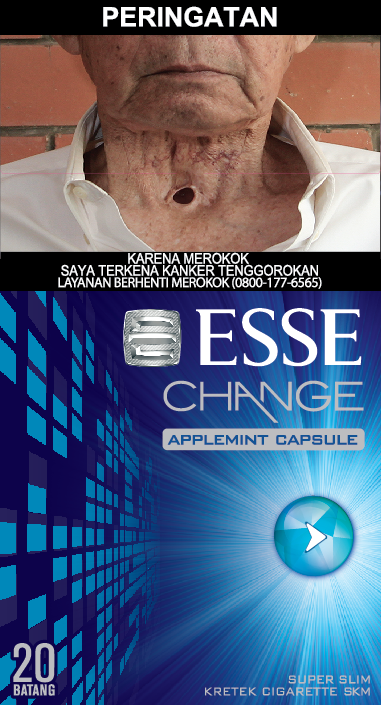 PERINGATAN
KARENA MEROKOK
SAYA TERKENA KANKER TENGGOROKAN
LAYANAN BERHENTI MEROKOK (0800-177-6565)
ESSE
CHANGE
APPLEMINT CAPSULE
20
BATANG
SUPER SLIM
KRETEK CIGARETTE SKM